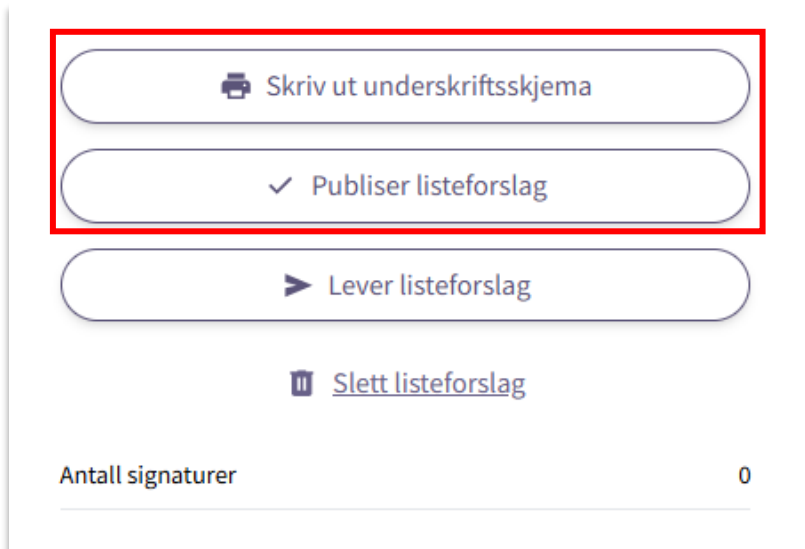 Skriv ut underskriftsskjema
Publiser listeforslag
Lever listeforslag
Slett listeforslag
Antall signaturer 0